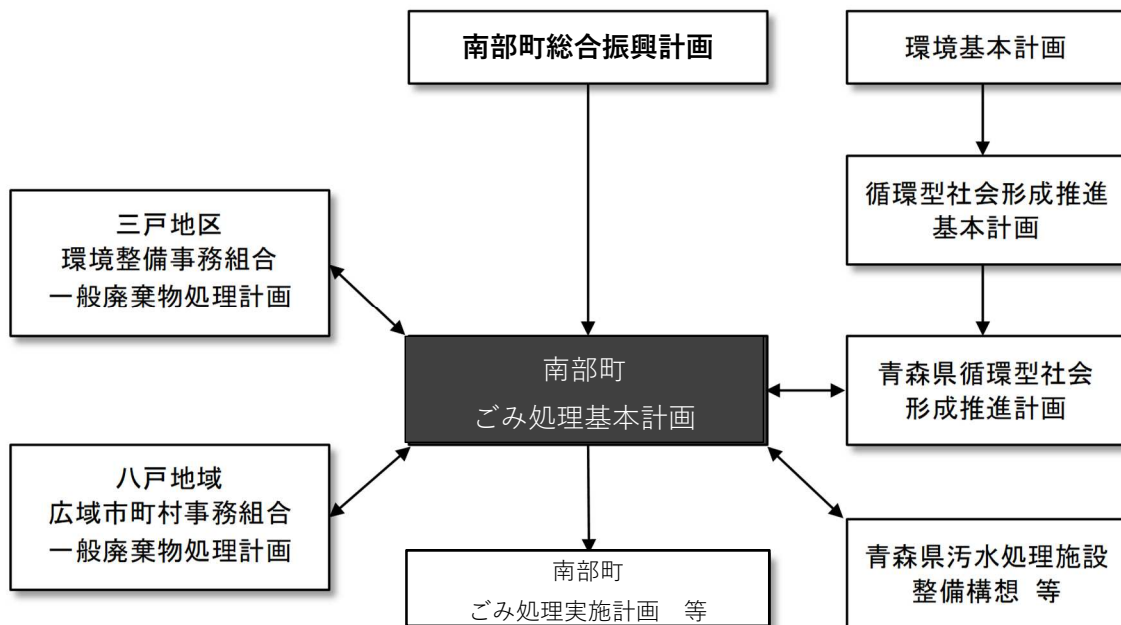 南部町総合振興計画
環境基本計画
循環型社会形成推進
基本計画
三戸地区
環境整備事務組合
一般廃棄物処理計画
南部町
ごみ処理基本計画
青森県循環型社会
形成推進計画
八戸地域
広域市町村事務組合
一般廃棄物処理計画
南部町
ごみ処理実施計画　等
青森県汚水処理施設
整備構想 等